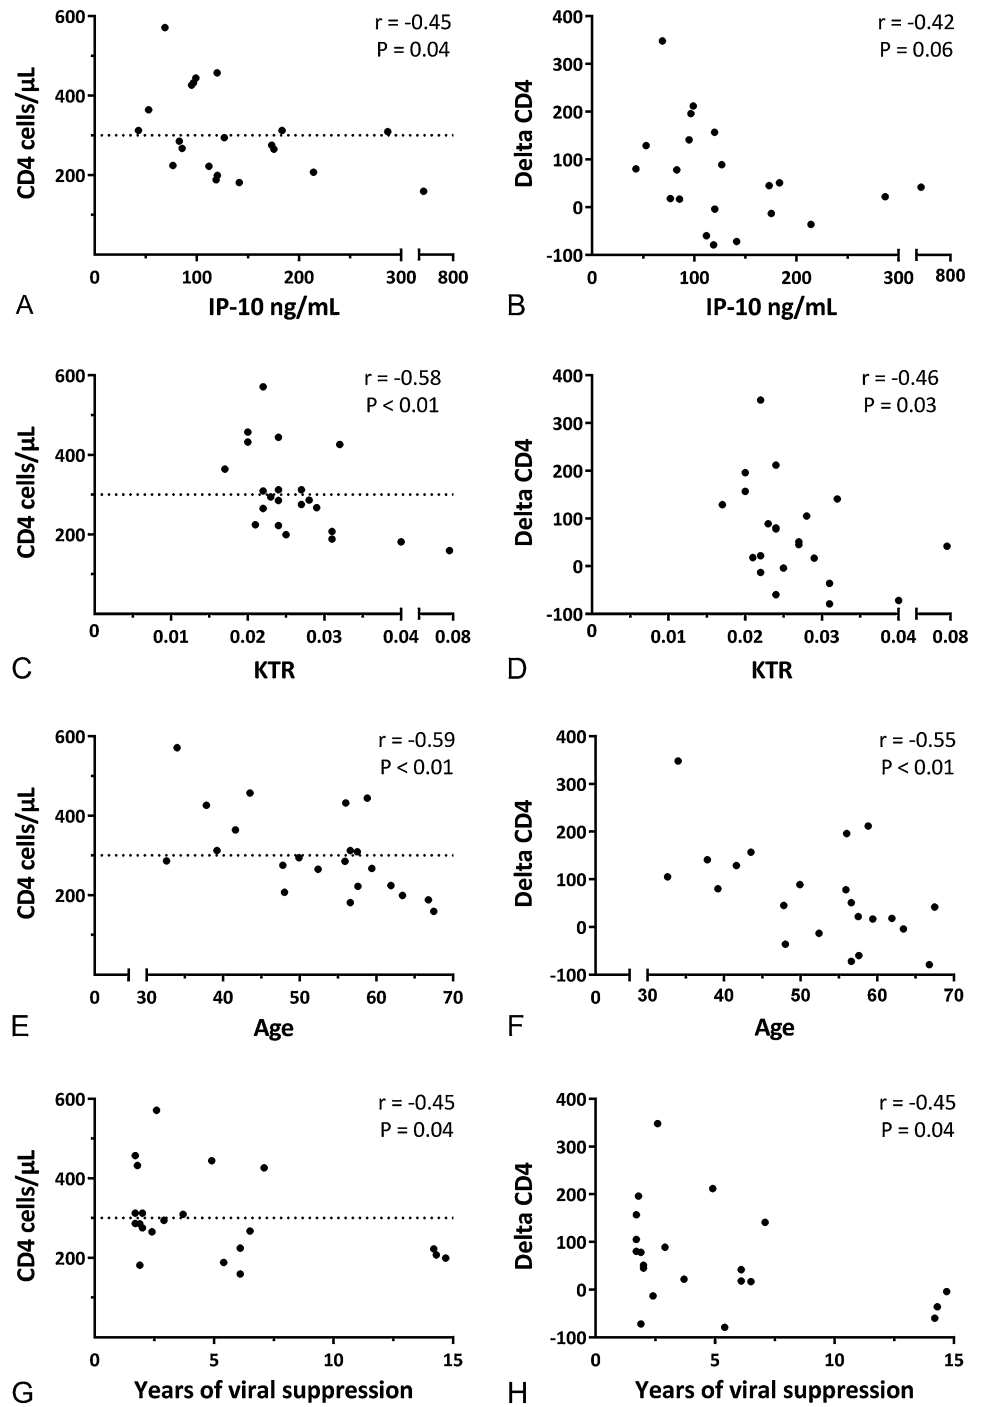 600
400
200
CD4 cells/µL
r = -0.45
P = 0.04
0
100
200
300
800
IP-10 ng/mL
A
400
300
200
100
0
-100
Delta CD4
r = -0.42
P = 0.06
0
100
200
300
800
IP-10 ng/mL
B
600
400
200
CD4 cells/µL
r = -0.58
P < 0.01
0
0.01
0.02
0.03
0.04
0.08
KTR
C
400
300
200
100
0
-100
Delta CD4
r = -0.46
P = 0.03
0
0.01
0.02
0.03
0.04
0.08
KTR
D
600
400
200
CD4 cells/µL
r = -0.59
P < 0.01
0
30
40
50
60
70
Age
E
400
300
200
100
0
-100
Delta CD4
r = -0.55
P < 0.01
0
30
40
50
60
70
Age
F
600
400
200
CD4 cells/µL
r = -0.45
P = 0.04
0
5
10
15
Years of viral suppression
G
400
300
200
100
0
-100
Delta CD4
r = -0.45
P = 0.04
0
5
10
15
Years of viral suppression
H